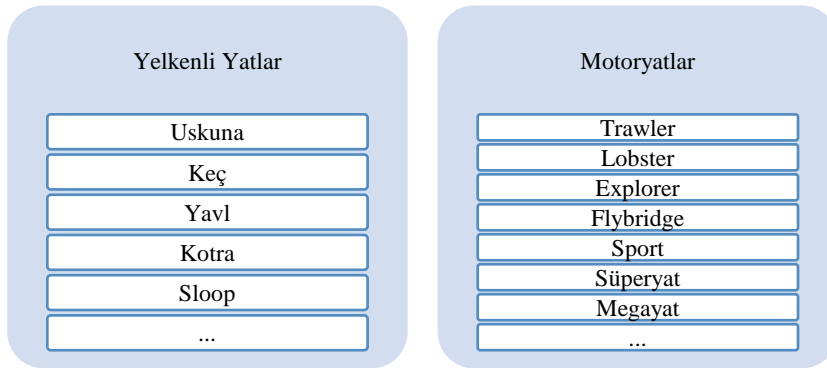 Yelkenli Yatlar
Uskuna
Keç
Yavl
Kotra
Sloop
...
Motoryatlar
Trawler
Lobster
Explorer
Flybridge
Sport
Süperyat
Megayat
...